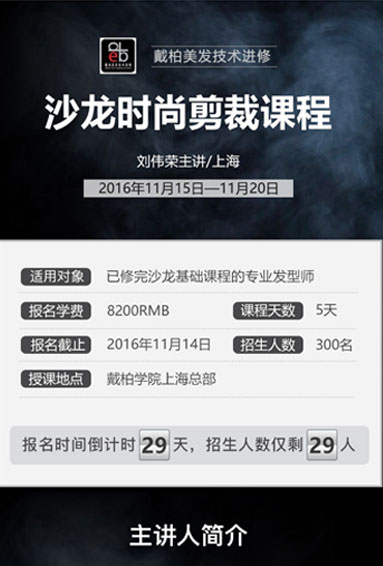 戴柏美发技术进修
沙龙时尚剪裁课程
刘伟荣主讲/上海
2016年11月15日—11月20日
适用对象 已修完沙龙基础课程的专业发型师
报名学费 8200RMB 课程天数 5天
报名截止 2016年11月14日 招生人数 300名
授课地点 戴柏学院上海总部
报名时间倒计时29天，招生人数仅剩29人
主讲人简介